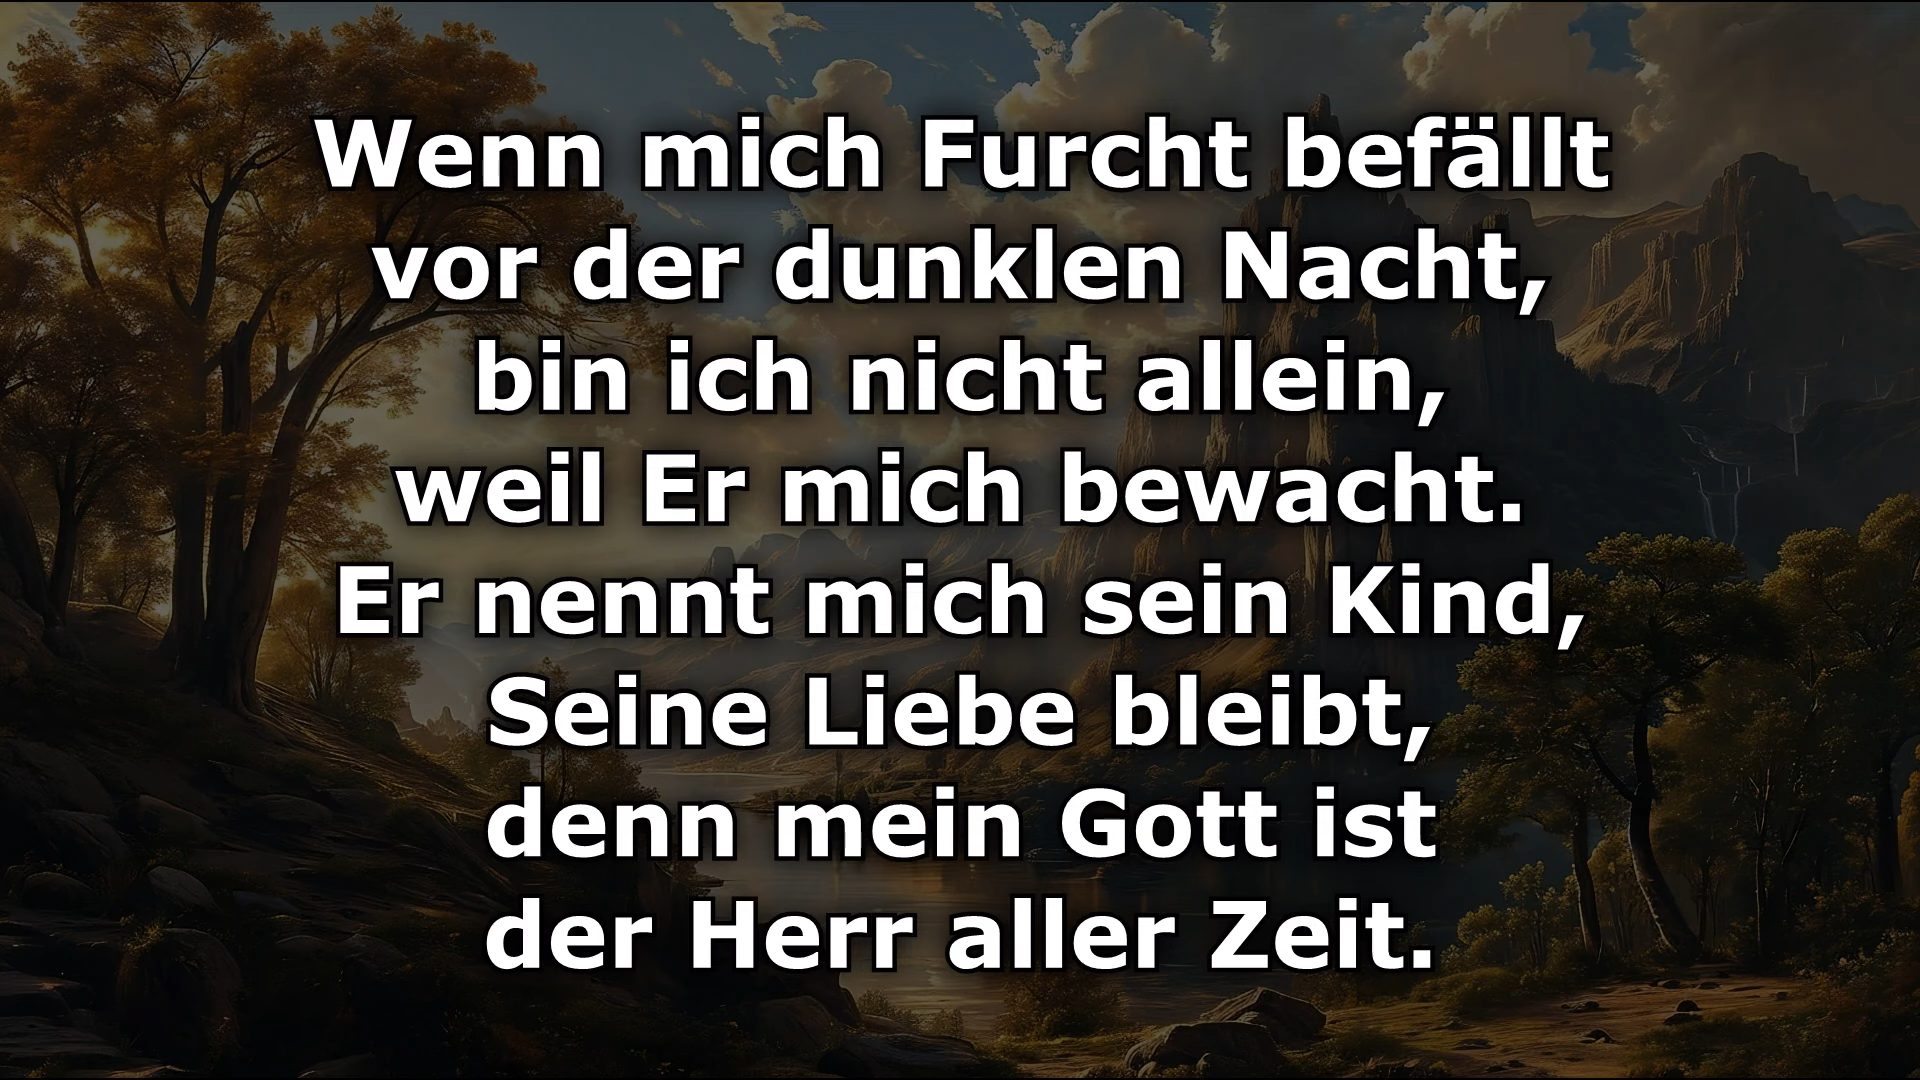 Wenn mich Furcht befällt
vor der dunklen Nacht,
bin ich nicht allein,
weil Er mich bewacht.
Er nennt mich sein Kind,
Seine Liebe bleibt,
denn mein Gott ist
der Herr aller Zeit.